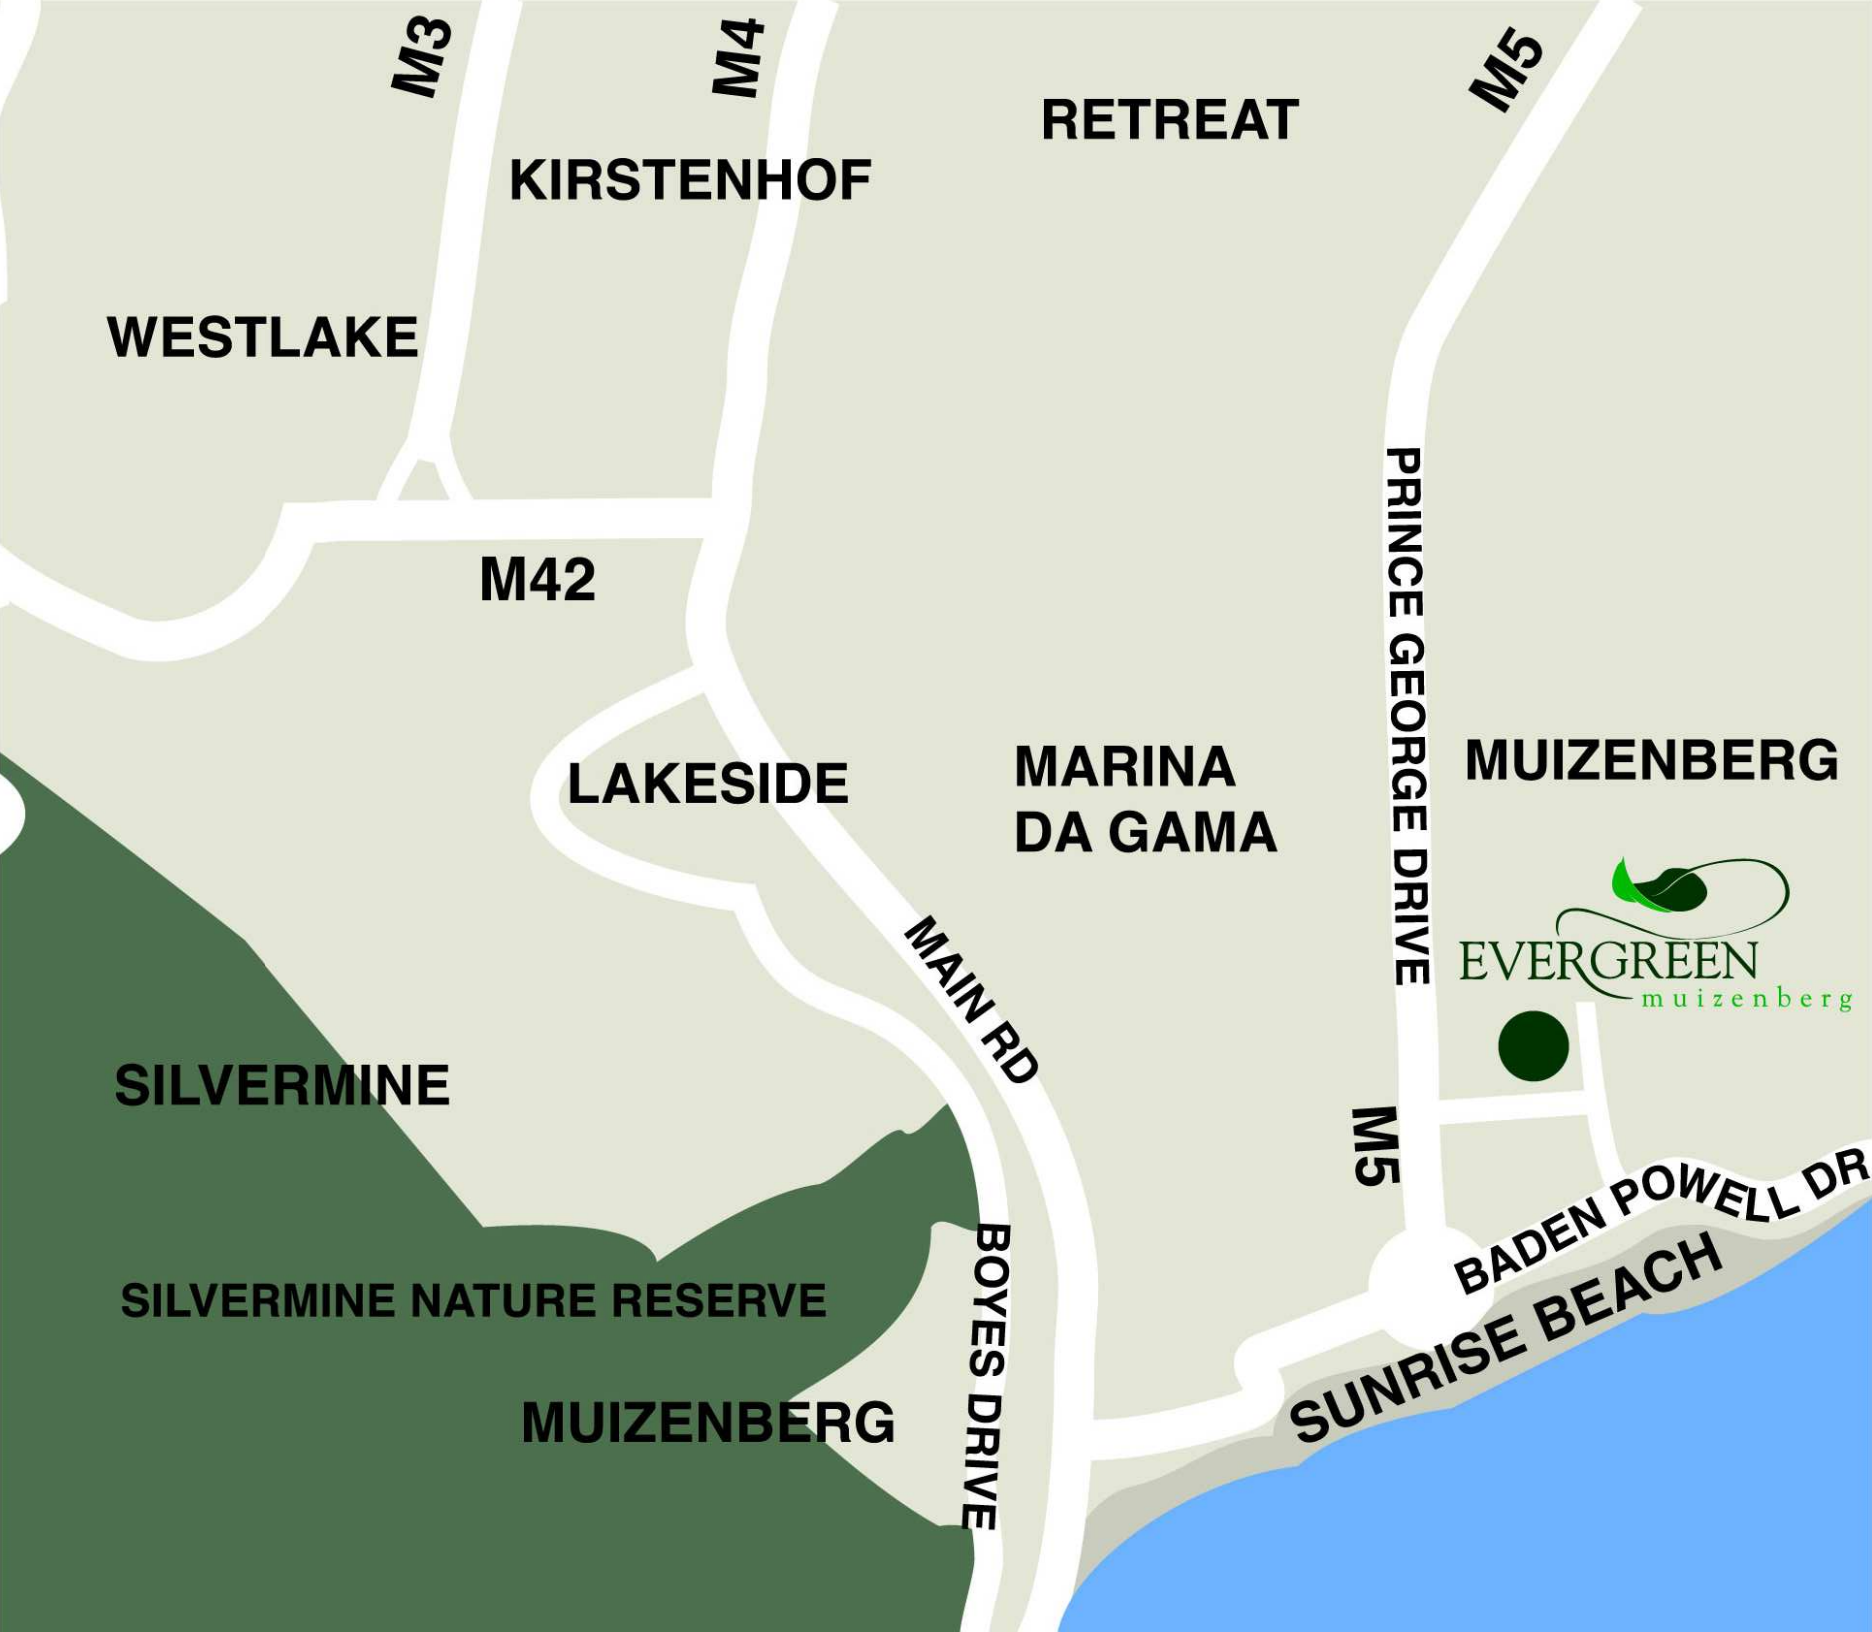 M3
M4
M5
RETREAT
KIRSTENHOF
WESTLAKE
M42
PRINCE GEORGE DRIVE
LAKESIDE
MARINA
DA GAMA
MUIZENBERG
EVERGREEN
muizenberg
MAIN RD
SILVERMINE
M5
BADEN POWELL DR
SUNRISE BEACH
BOYES DRIVE
SILVERMINE NATURE RESERVE
MUIZENBERG